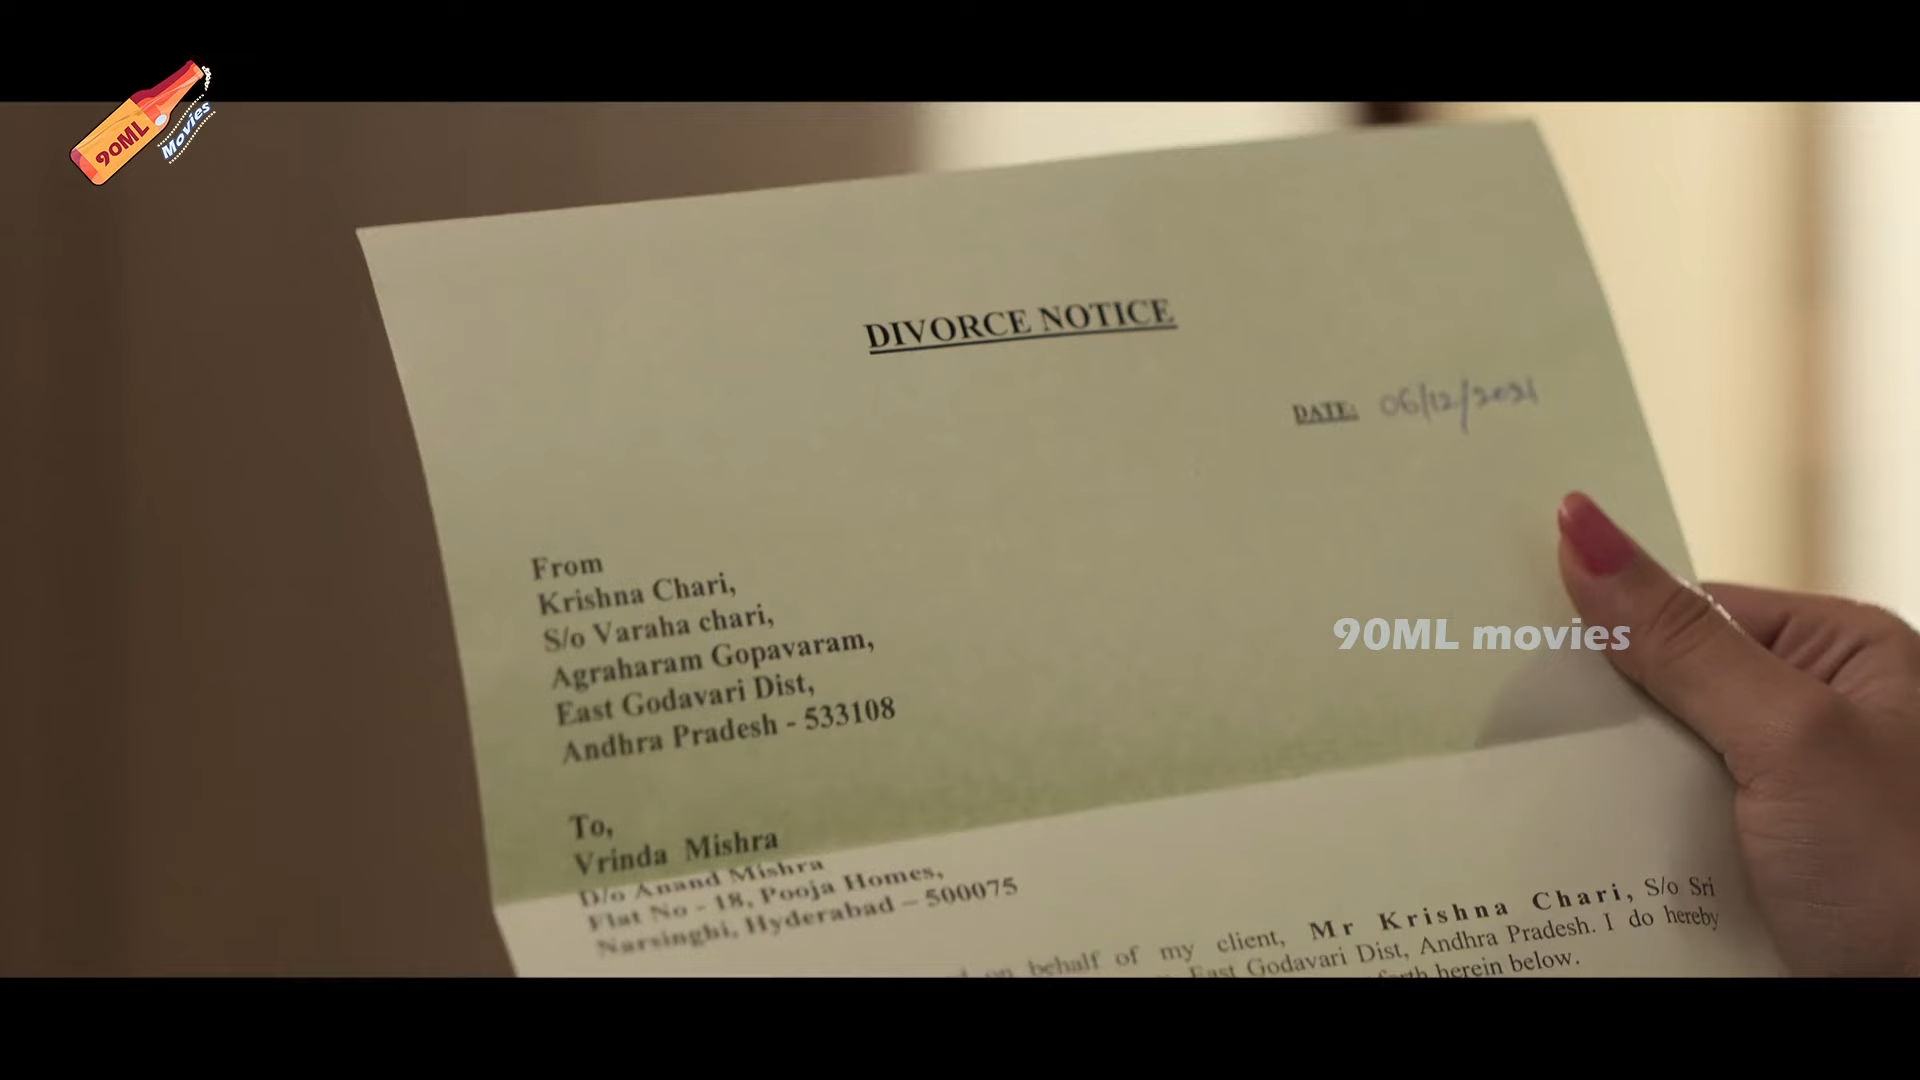 90ML
Movies
DIVORCE NOTICE
DATE: 06/12/2021
From
Krishna Chari,
S/o Varaha chari,
Agraharam Gopavaram,
East Godavari Dist,
Andhra Pradesh - 533108
90ML movies
To,
Vrinda Mishra
D/o Anand Mishra
Flat No - 18, Pooja Homes,
Narsinghi, Hyderabad – 500075
on behalf of my client, Mr Krishna Chari, S/o Sri
East Godavari Dist, Andhra Pradesh. I do hereby
forth herein below.